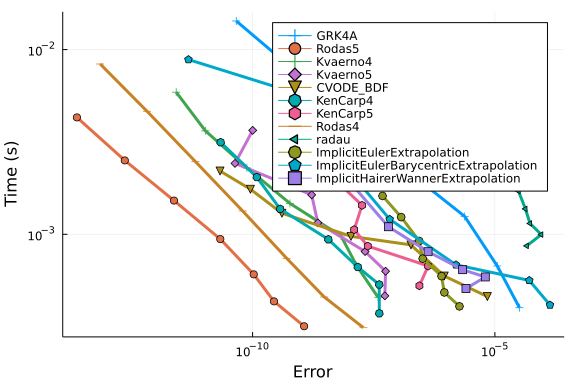 10⁻²
10⁻³
Time (s)
GRK4A
Rodas5
Kvaerno4
Kvaerno5
CVODE_BDF
KenCarp4
KenCarp5
Rodas4
radau
ImplicitEulerExtrapolation
ImplicitEulerBarycentricExtrapolation
ImplicitHairerWannerExtrapolation
10⁻¹⁰
10⁻⁵
Error